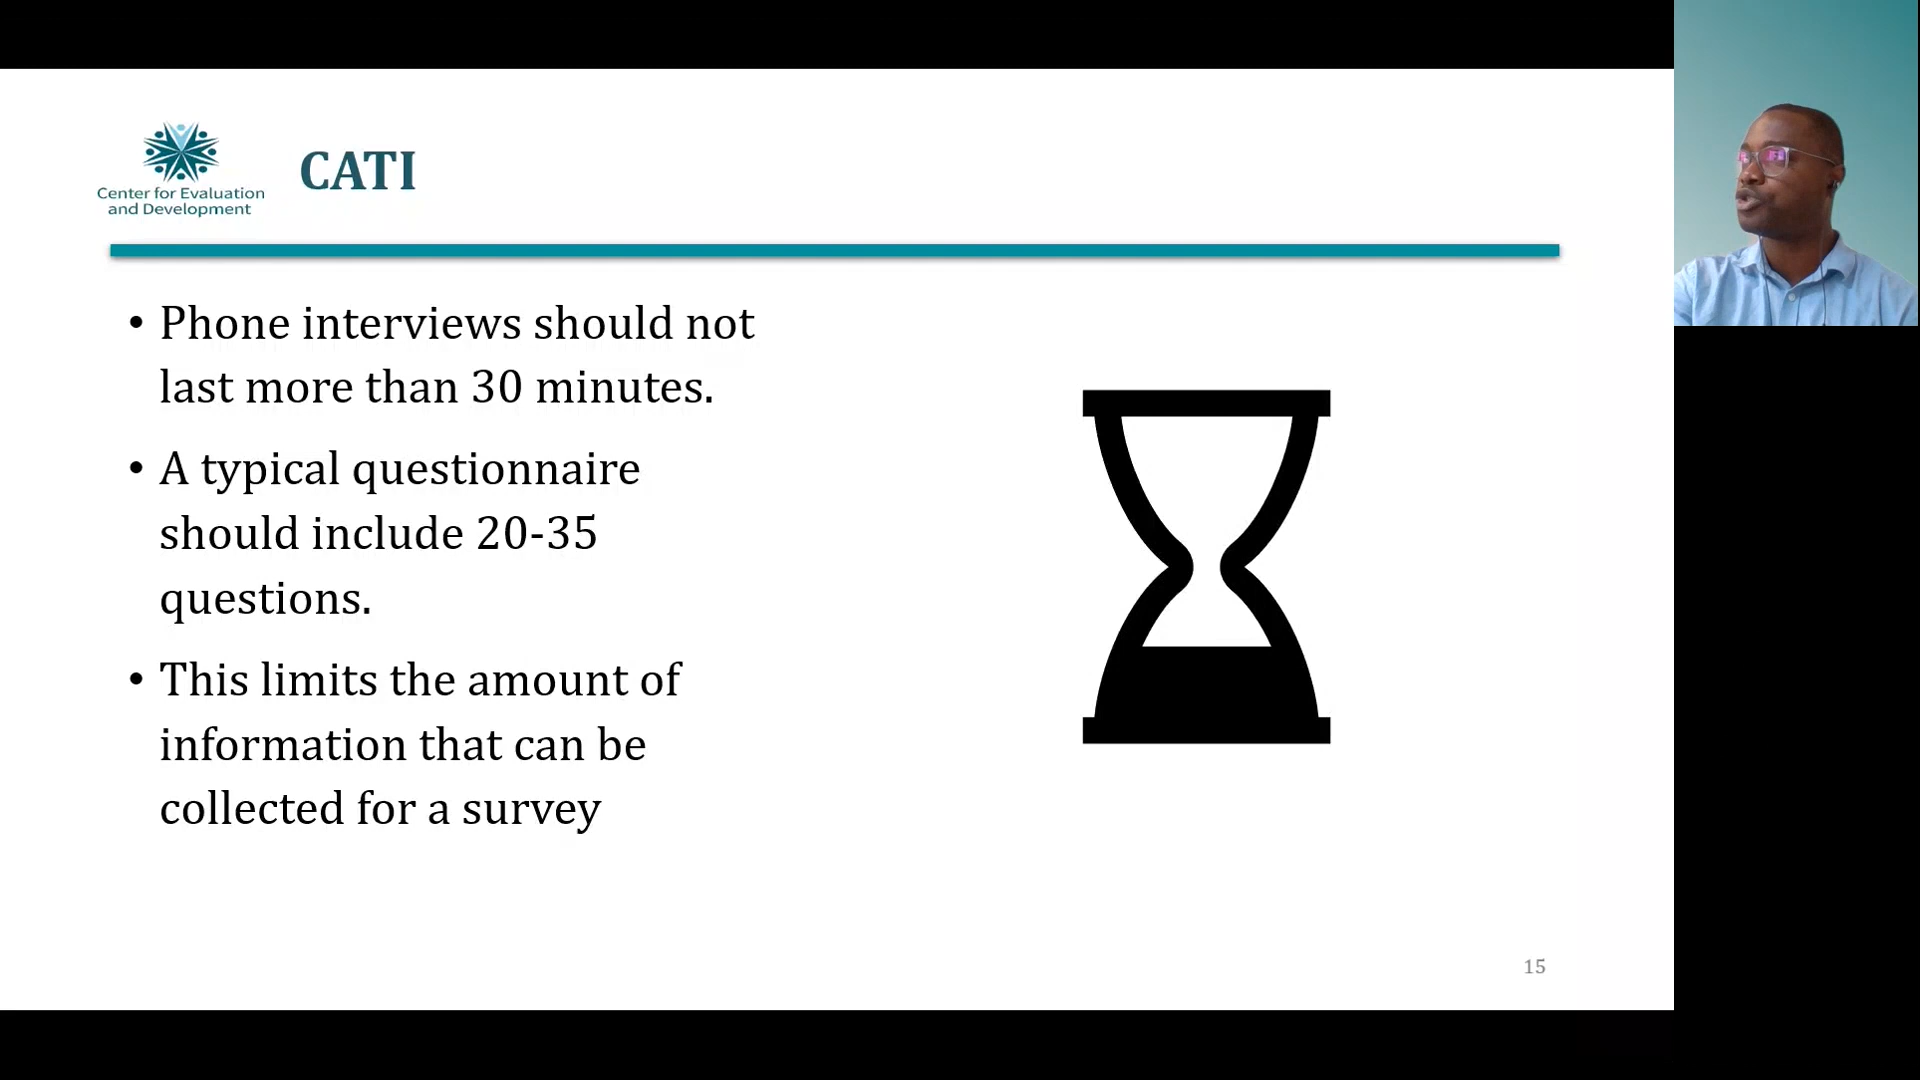 Center for Evaluation
and Development
CATI
• Phone interviews should not
last more than 30 minutes.
• A typical questionnaire
should include 20-35
questions.
• This limits the amount of
information that can be
collected for a survey
15